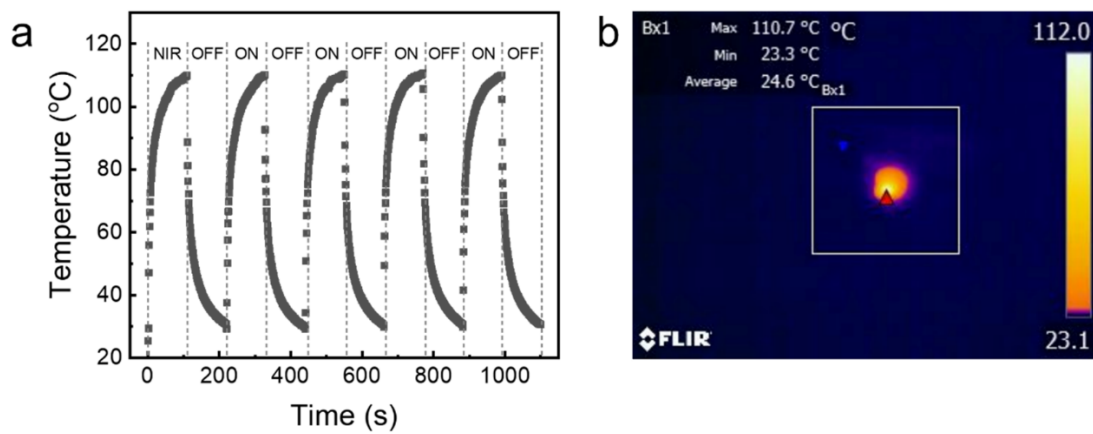 a
NIR OFF ON OFF ON OFF ON OFF ON OFF
120
100
80
60
40
20
Temperature (°C)
0 200 400 600 800 1000
Time (s)
b
Bx1 Max 110.7 °C °C
Min 23.3 °C
Average 24.6 °C
Bx1
112.0
23.1
FLIR